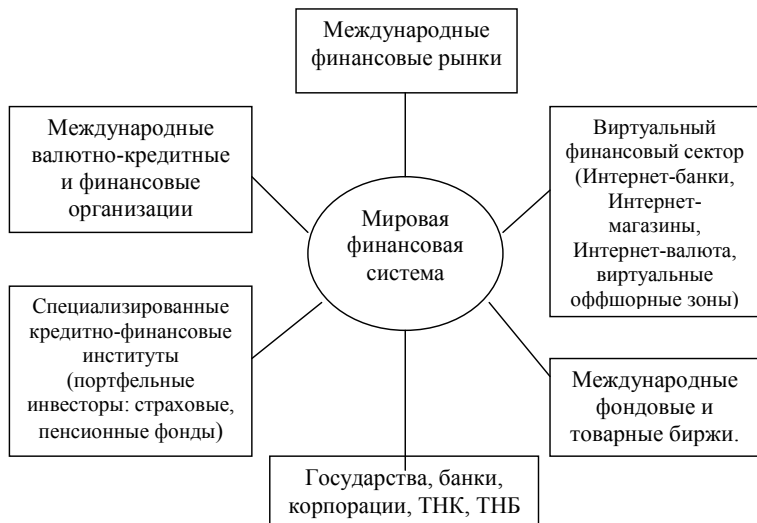 Международные
финансовые рынки
Международные
валютно-кредитные
и финансовые
организации
Виртуальный
финансовый сектор
(Интернет-банки,
Интернет-
магазины,
Интернет-валюта,
виртуальные
оффшорные зоны)
Мировая
финансовая
система
Специализированные
кредитно-финансовые
институты
(портфельные
инвесторы: страховые,
пенсионные фонды)
Международные
фондовые и
товарные биржи.
Государства, банки,
корпорации, ТНК, ТНБ